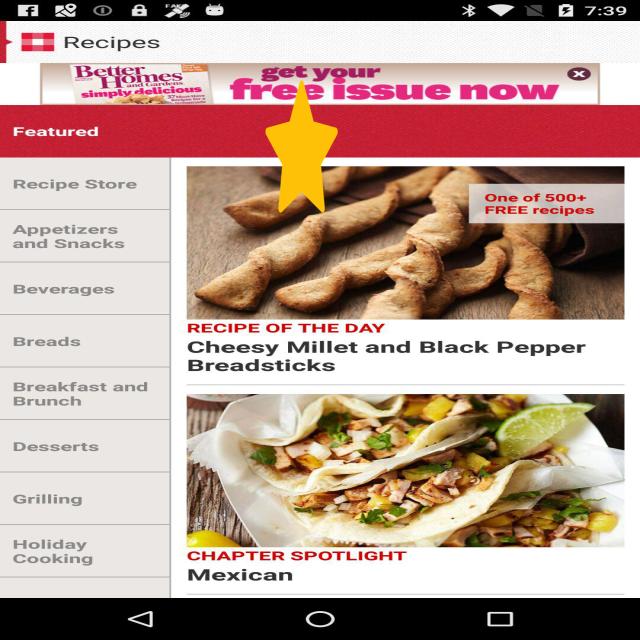 7:39
Recipes
Better
Homes
and Gardens
simply delicious
get your
free issue now
Featured
Recipe Store
Appetizers
and Snacks
Beverages
Breads
Breakfast and
Brunch
Desserts
Grilling
Holiday
Cooking
One of 500+
FREE recipes
RECIPE OF THE DAY
Cheesy Millet and Black Pepper
Breadsticks
CHAPTER SPOTLIGHT
Mexican